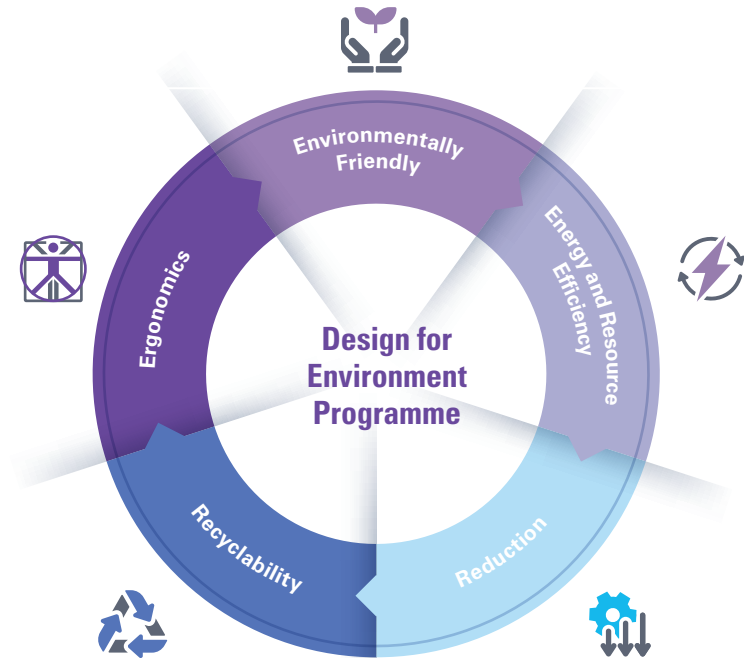 Environmentally
Friendly
Energy and Resource
Efficiency
Reduction
Recyclability
Ergonomics
Design for
Environment
Programme